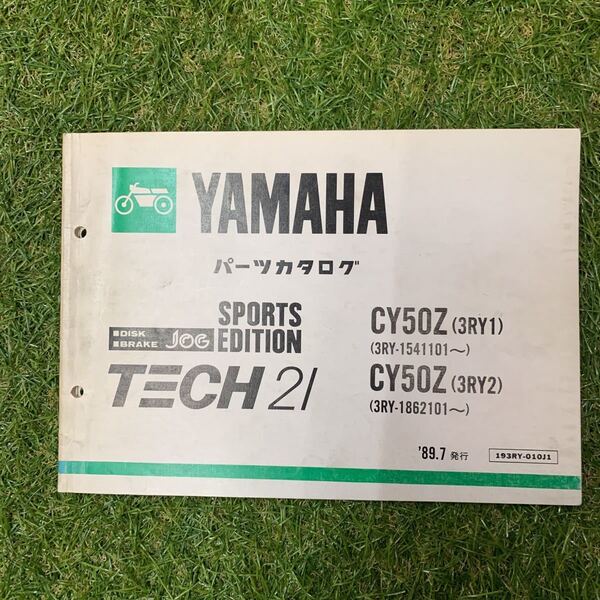 YAMAHA
パーツカタログ
■DISK
■BRAKE
JOG
SPORTS
EDITION
TECH 21
CY50Z (3RY1)
(3RY-1541101〜)
CY50Z (3RY2)
(3RY-1862101〜)
'89.7 発行
193RY-010J1